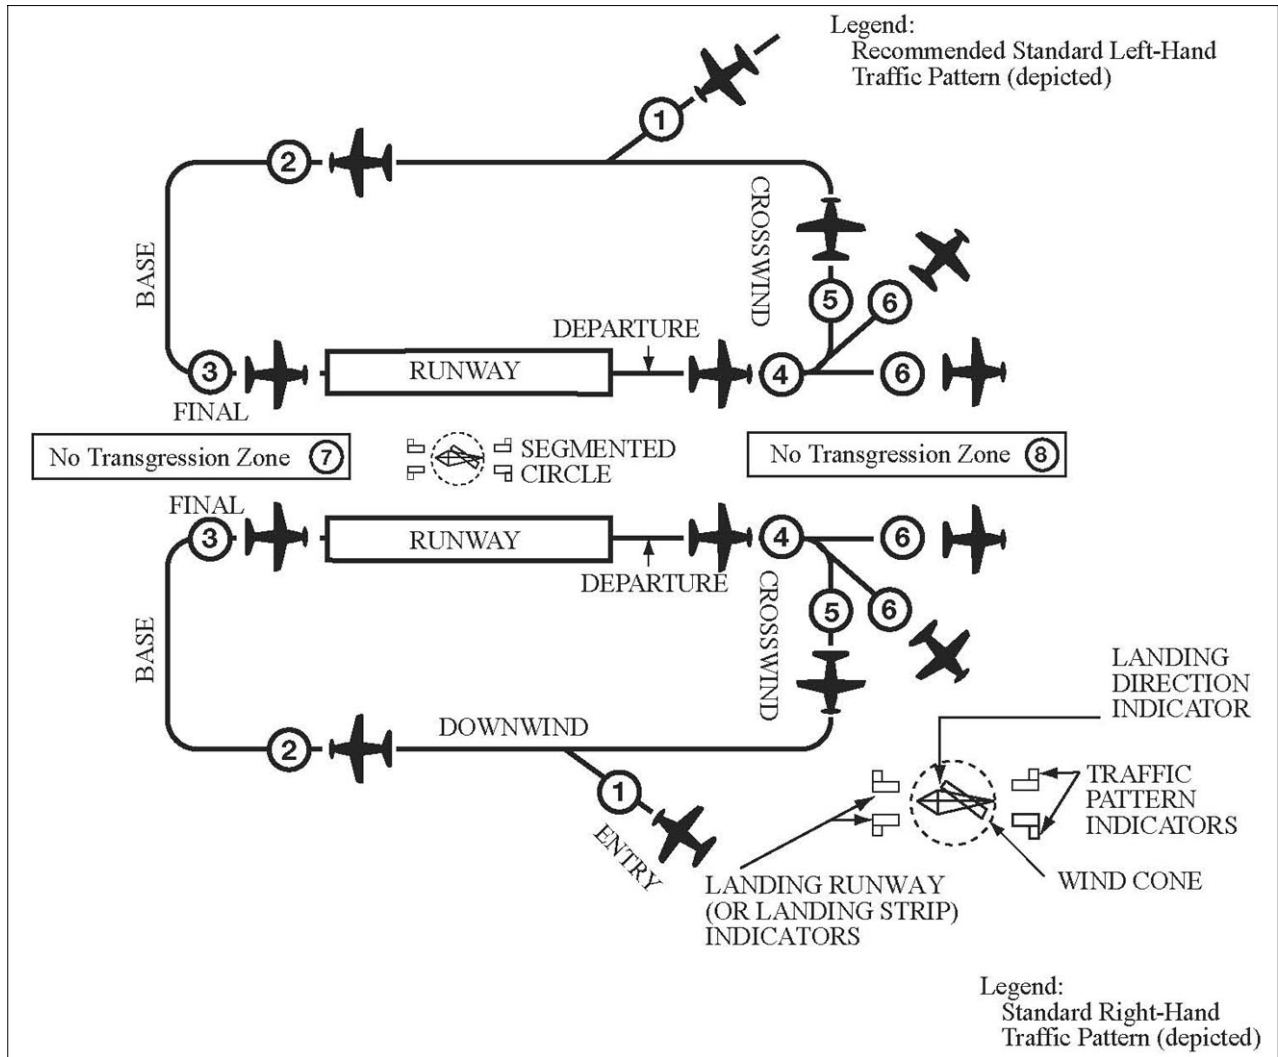 Legend:
Recommended Standard Left-Hand
Traffic Pattern (depicted)
1
2
CROSSWIND
BASE
5
6
DEPARTURE
3
RUNWAY
4
6
FINAL
No Transgression Zone 7
SEGMENTED
CIRCLE
No Transgression Zone 8
FINAL
3
RUNWAY
4
6
DEPARTURE
CROSSWIND
BASE
5
6
DOWNWIND
2
1
ENTRY
LANDING
DIRECTION
INDICATOR
TRAFFIC
PATTERN
INDICATORS
WIND CONE
LANDING RUNWAY
(OR LANDING STRIP)
INDICATORS
Legend:
Standard Right-Hand
Traffic Pattern (depicted)